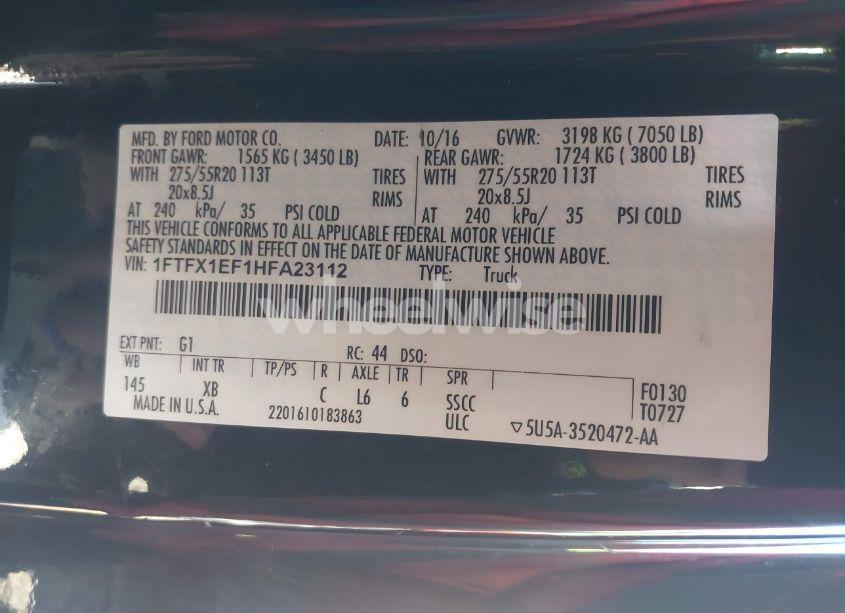 MFD. BY FORD MOTOR CO. DATE: 10/16 GVWR: 3198 KG ( 7050 LB)
FRONT GAWR: 1565 KG ( 3450 LB) REAR GAWR: 1724 KG ( 3800 LB)
WITH 275/55R20 113T TIRES WITH 275/55R20 113T TIRES
20x8.5J RIMS 20x8.5J RIMS
AT 240 kPa/ 35 PSI COLD AT 240 kPa/ 35 PSI COLD
THIS VEHICLE CONFORMS TO ALL APPLICABLE FEDERAL MOTOR VEHICLE
SAFETY STANDARDS IN EFFECT ON THE DATE OF MANUFACTURE SHOWN ABOVE.
VIN: 1FTFX1EF1HFA23112 TYPE: Truck
wheelwise
EXT PNT: G1 RC: 44 DSO:
WB INT TR TP/PS R AXLE TR SPR
145 XB C L6 6 SSCC F0130
MADE IN U.S.A. 2201610183863 ULC T0727
▽5U5A-3520472-AA